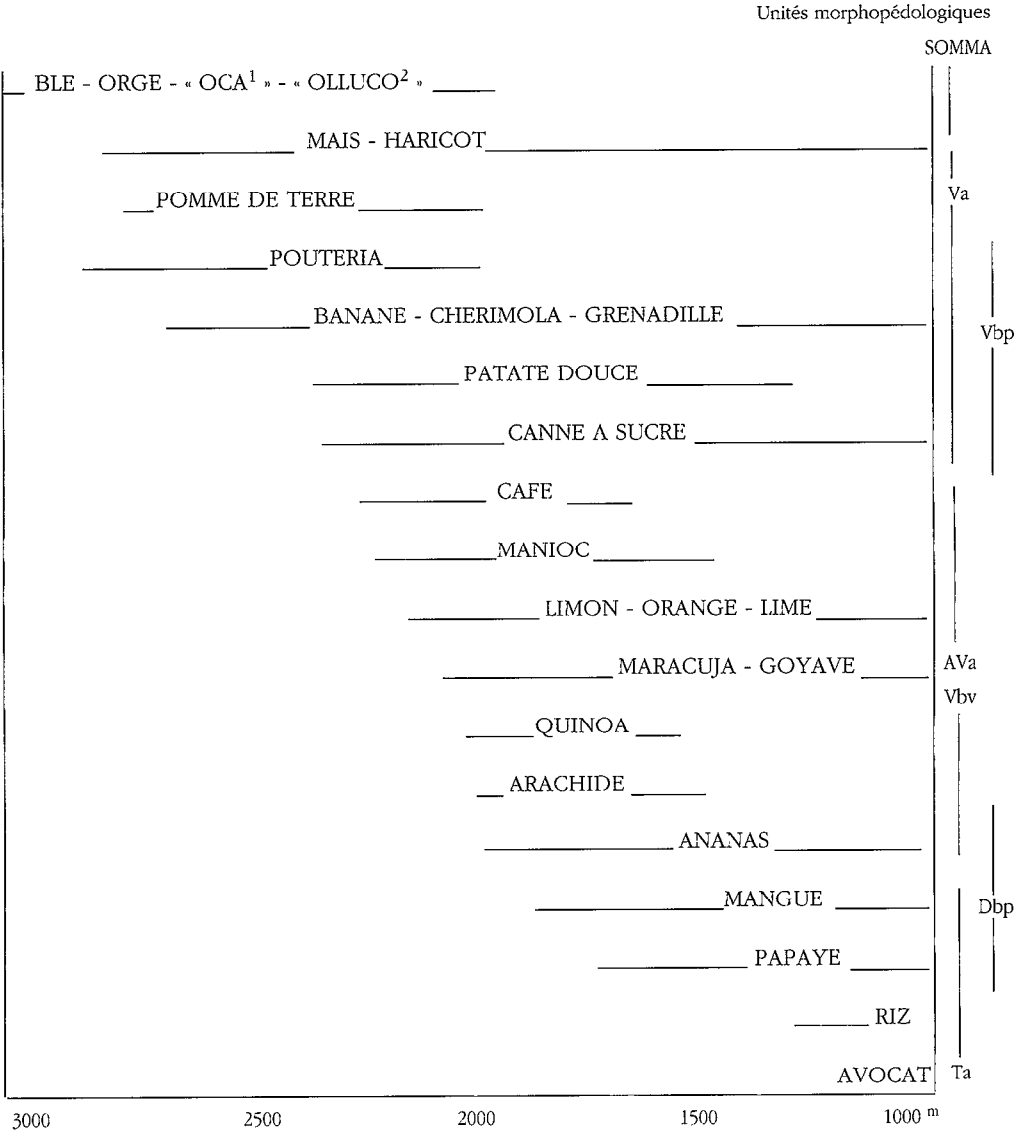 Unités morphopédologiques
SOMMA
BLE - ORGE - « OCA¹ » - « OLLUCO² »
MAIS - HARICOT
POMME DE TERRE
Va
POUTERIA
BANANE - CHERIMOLA - GRENADILLE
Vbp
PATATE DOUCE
CANNE A SUCRE
CAFE
MANIOC
LIMON - ORANGE - LIME
MARACUJA - GOYAVE
AVa
Vbv
QUINOA
ARACHIDE
ANANAS
MANGUE
Dbp
PAPAYE
RIZ
AVOCAT
Ta
3000 2500 2000 1500 1000 m